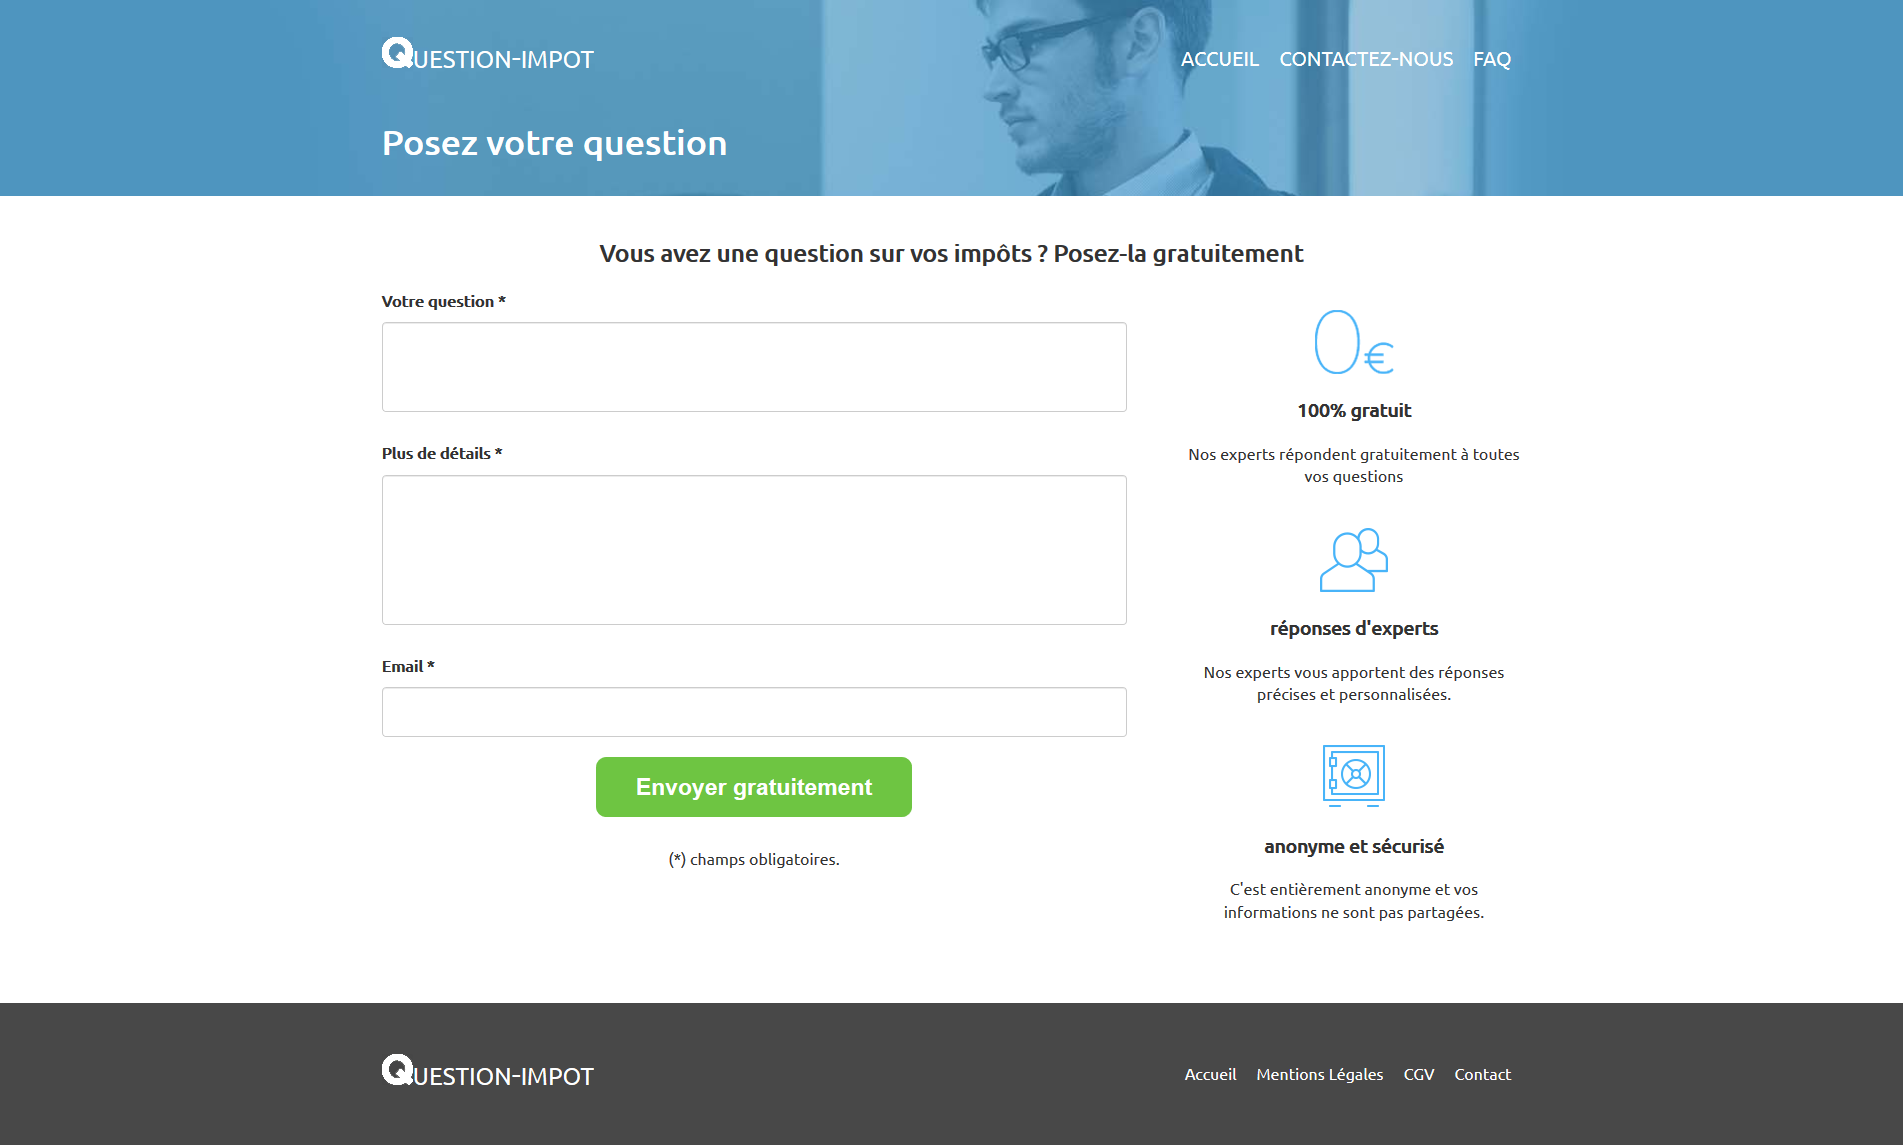 QUESTION-IMPOT
ACCUEIL CONTACTEZ-NOUS FAQ
Posez votre question
Vous avez une question sur vos impôts ? Posez-la gratuitement
Votre question *
Plus de détails *
Email *
Envoyer gratuitement
(*) champs obligatoires.
0€
100% gratuit
Nos experts répondent gratuitement à toutes
vos questions
réponses d'experts
Nos experts vous apportent des réponses
précises et personnalisées.
anonyme et sécurisé
C'est entièrement anonyme et vos
informations ne sont pas partagées.
QUESTION-IMPOT
Accueil Mentions Légales CGV Contact